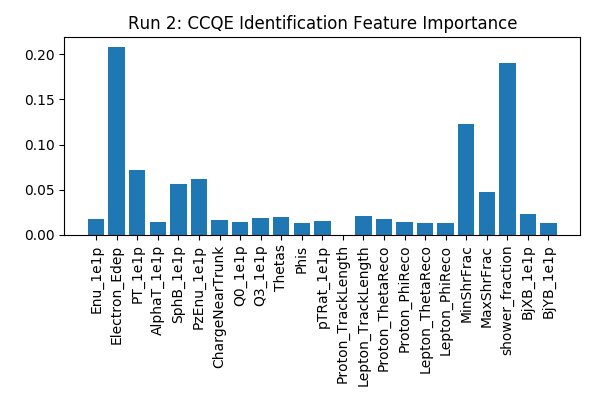 Run 2: CCQE Identification Feature Importance
0.20
0.15
0.10
0.05
0.00
Enu_1e1p
Electron_Edep
PT_1e1p
AlphaT_1e1p
SphB_1e1p
PzEnu_1e1p
ChargeNearTrunk
Q0_1e1p
Q3_1e1p
Thetas
Phis
pTRat_1e1p
Proton_TrackLength
Lepton_TrackLength
Proton_ThetaReco
Proton_PhiReco
Lepton_ThetaReco
Lepton_PhiReco
MinShrFrac
MaxShrFrac
shower_fraction
BjXB_1e1p
BjYB_1e1p